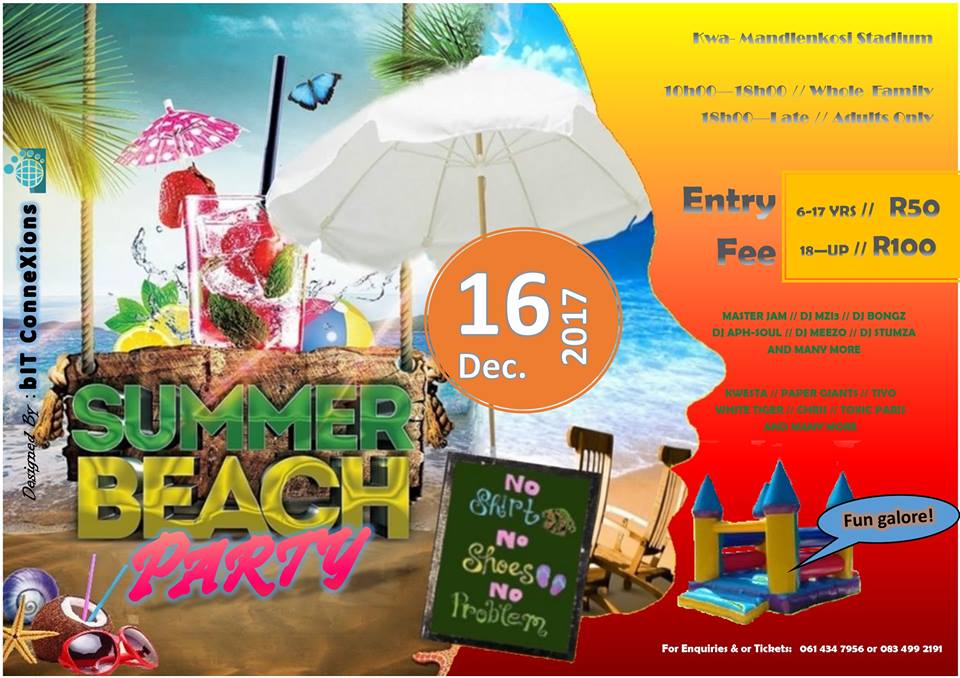 Kwa- Mandlenkosi Stadium
10h00—18h00 // Whole Family
18h00—Late // Adults Only
Entry Fee
6-17 YRS // R50
18—UP // R100
16
Dec.
2017
MASTER JAM // DJ MZI3 // DJ BONGZ
DJ APH-SOUL // DJ MEEZO // DJ STUMZA
AND MANY MORE
KWESTA // PAPER GIANTS // TIYO
WHITE TIGER // CHRIS // TOXIC PARIS
AND MANY MORE
SUMMER
BEACH
PARTY
No
Shirt
No
Shoes
No
Problem
Fun galore!
For Enquiries & or Tickets: 061 434 7956 or 083 499 2191
Designed By : bIT ConneXions